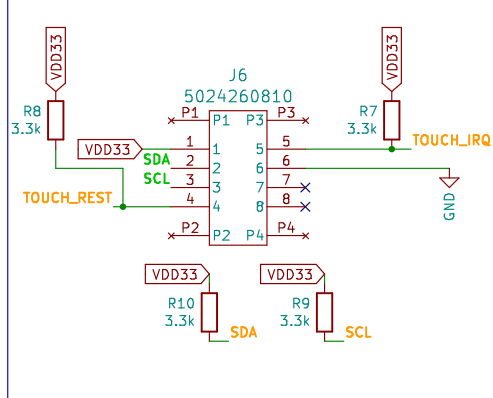 VDD33
VDD33
J6
5024260810
R8
3.3k
P1
P1
P3
P3
R7
3.3k
VDD33
1
1
5
5
TOUCH_IRQ
SDA
2
2
6
6
SCL
3
3
7
7
TOUCH_REST
4
4
8
8
GND
P2
P2
P4
P4
VDD33
VDD33
R10
3.3k
SDA
R9
3.3k
SCL